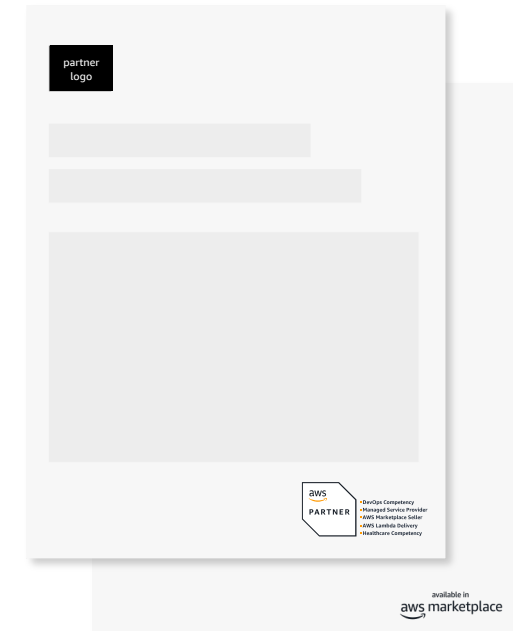 partner
logo
aws
PARTNER
•DevOps Competency
•Managed Service Provider
•AWS Marketplace Seller
•AWS Lambda Delivery
•Healthcare Competency
available in
aws marketplace